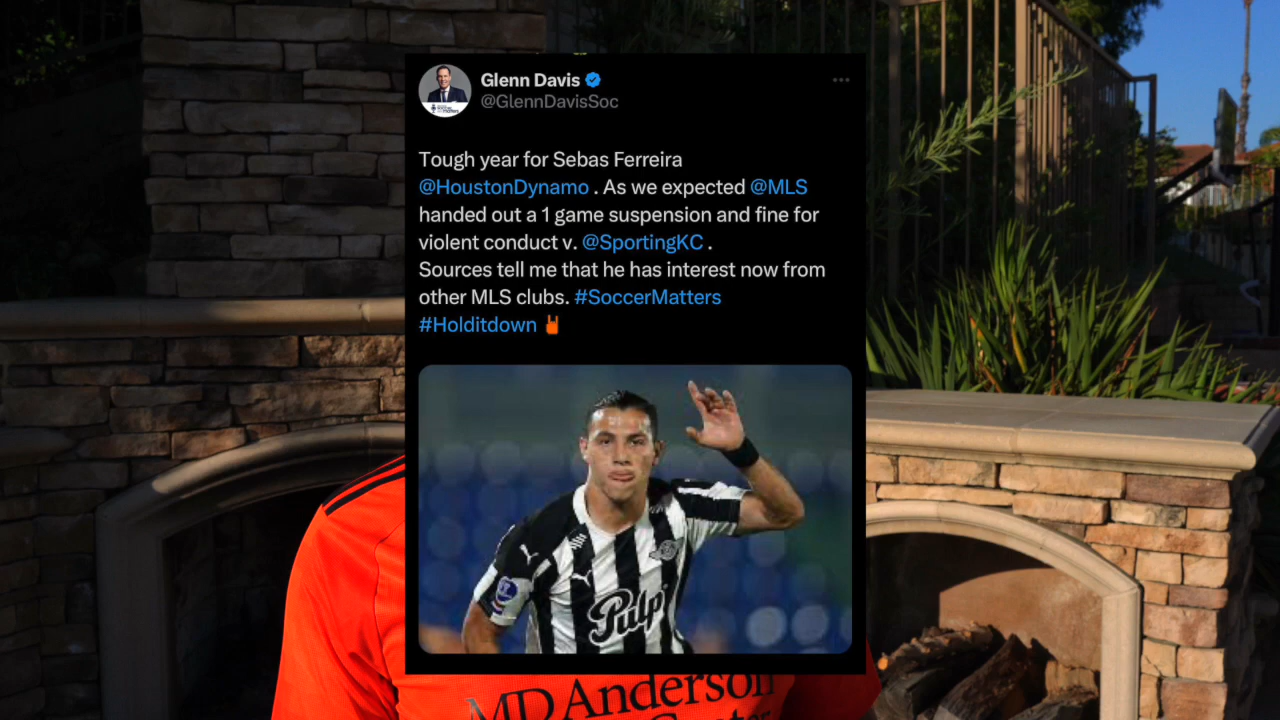 Glenn Davis
@GlennDavisSoc
Tough year for Sebas Ferreira
@HoustonDynamo . As we expected @MLS
handed out a 1 game suspension and fine for
violent conduct v. @SportingKC .
Sources tell me that he has interest now from
other MLS clubs. #SoccerMatters
#Holditdown
Pulp
MD Anderson
Center